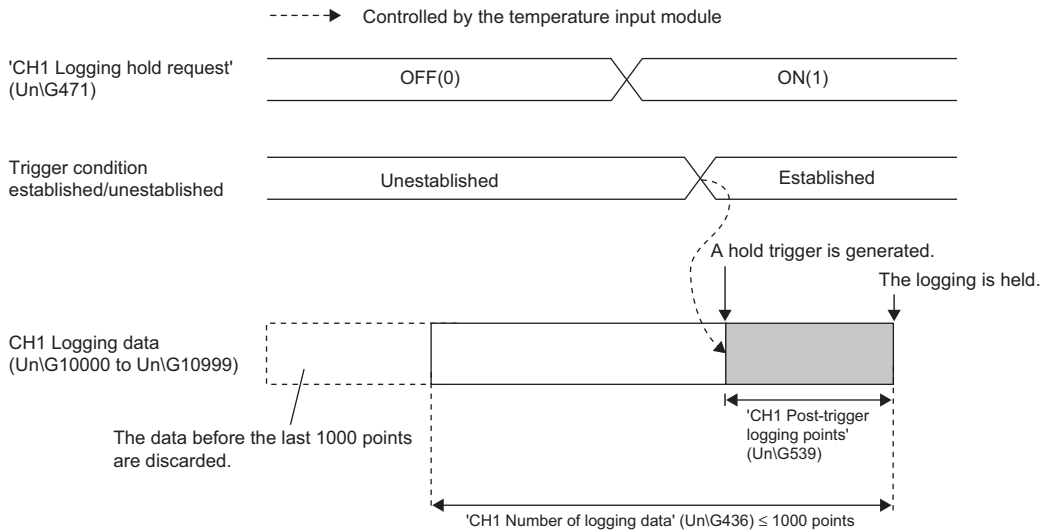 Controlled by the temperature input module
'CH1 Logging hold request'
(Un\G471)
OFF(0)
ON(1)
Trigger condition
established/unestablished
Unestablished
Established
A hold trigger is generated.
The logging is held.
CH1 Logging data
(Un\G10000 to Un\G10999)
'CH1 Post-trigger
logging points'
(Un\G539)
The data before the last 1000 points
are discarded.
'CH1 Number of logging data' (Un\G436) ≤ 1000 points